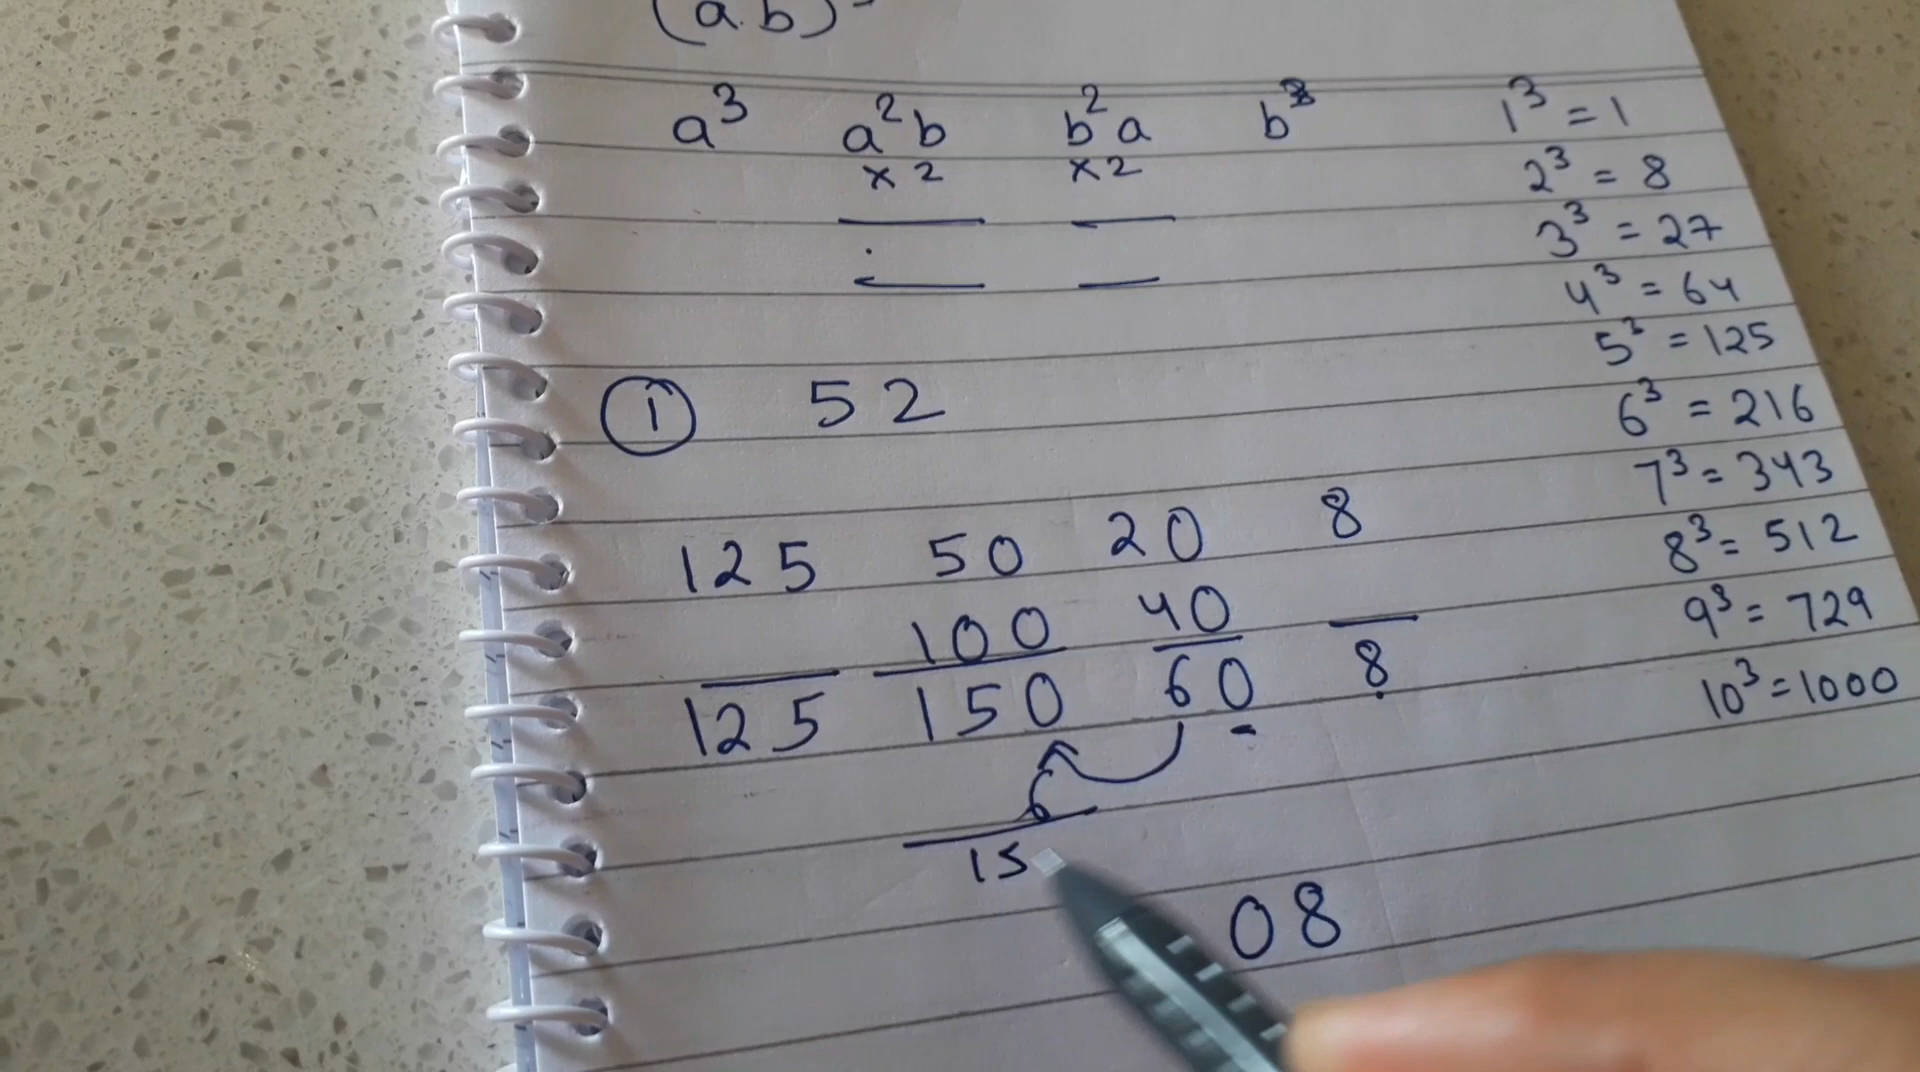 (a.b)
a³ a²b b²a b³
×2 ×2
① 52
125 50 20 8
100 40
125 150 60 8
6
15
08
1³ = 1
2³ = 8
3³ = 27
4³ = 64
5³ = 125
6³ = 216
7³ = 343
8³ = 512
9³ = 729
10³ = 1000